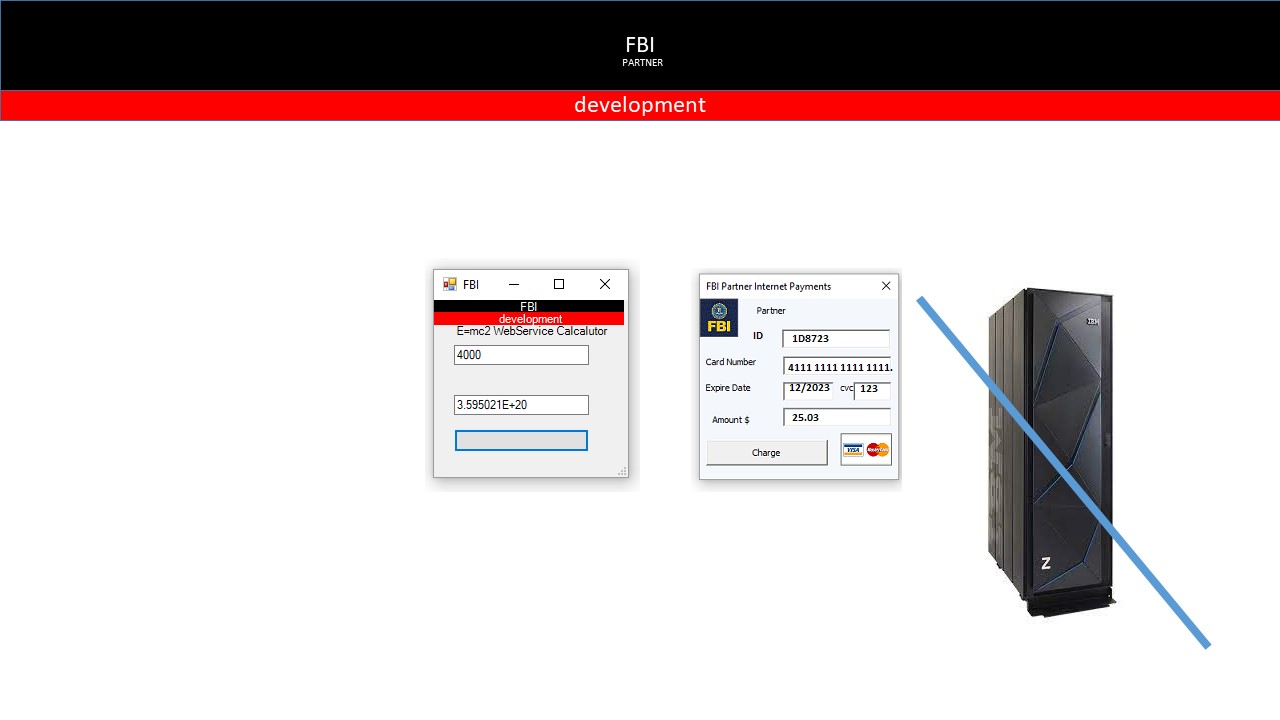 FBI
PARTNER
development
FBI
FBI
development
E=mc2 WebService Calcalutor
4000
3.595021E+20
FBI Partner Internet Payments
FBI
Partner
ID
1D8723
Card Number
4111 1111 1111 1111.
Expire Date
12/2023
cvc
123
Amount $
25.03
Charge
VISA
MasterCard
IBM
Z